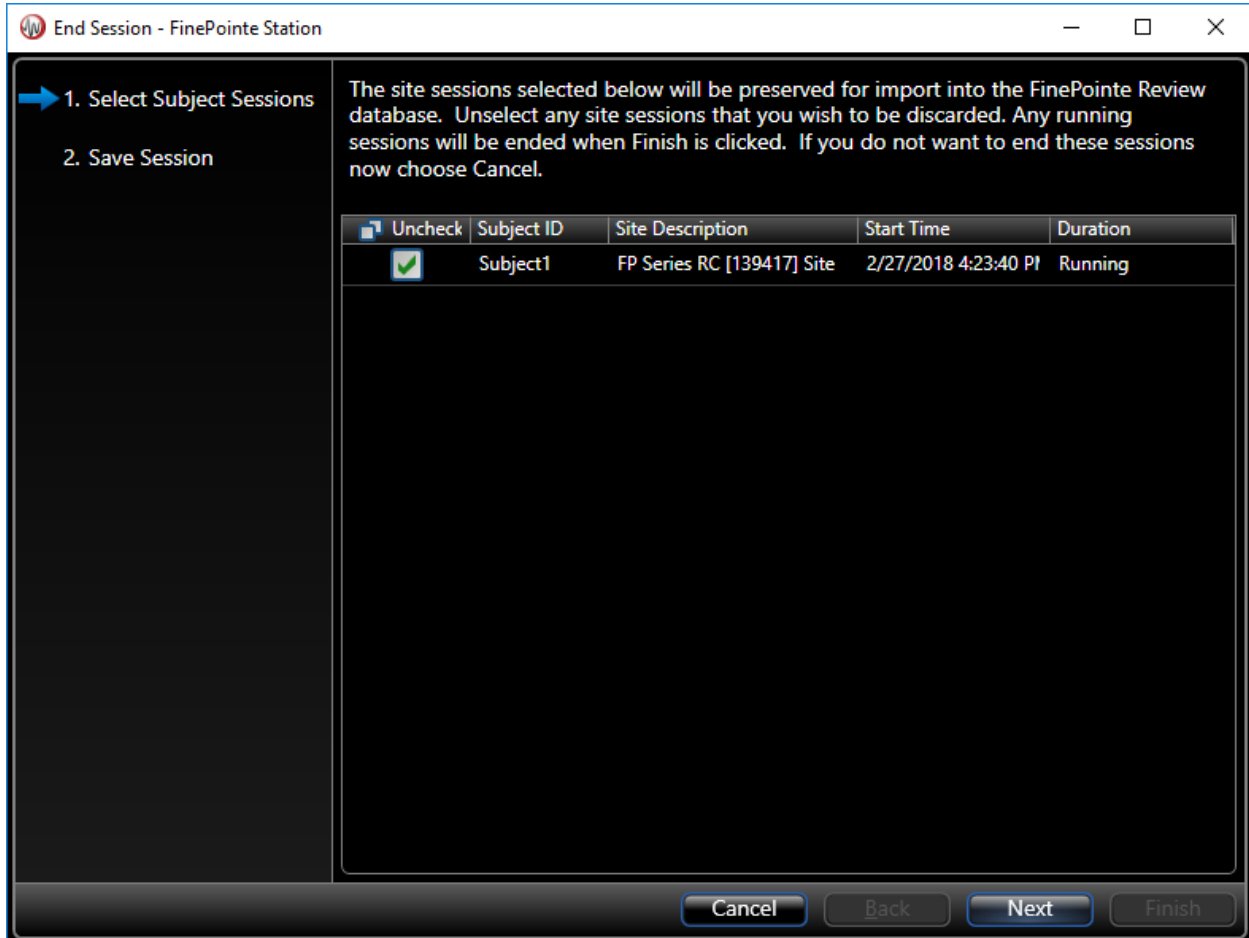 End Session - FinePointe Station
1. Select Subject Sessions
2. Save Session
The site sessions selected below will be preserved for import into the FinePointe Review
database.  Unselect any site sessions that you wish to be discarded. Any running
sessions will be ended when Finish is clicked.  If you do not want to end these sessions
now choose Cancel.
Uncheck Subject ID Site Description Start Time Duration
Subject1 FP Series RC [139417] Site 2/27/2018 4:23:40 P Running
Cancel Back Next Finish